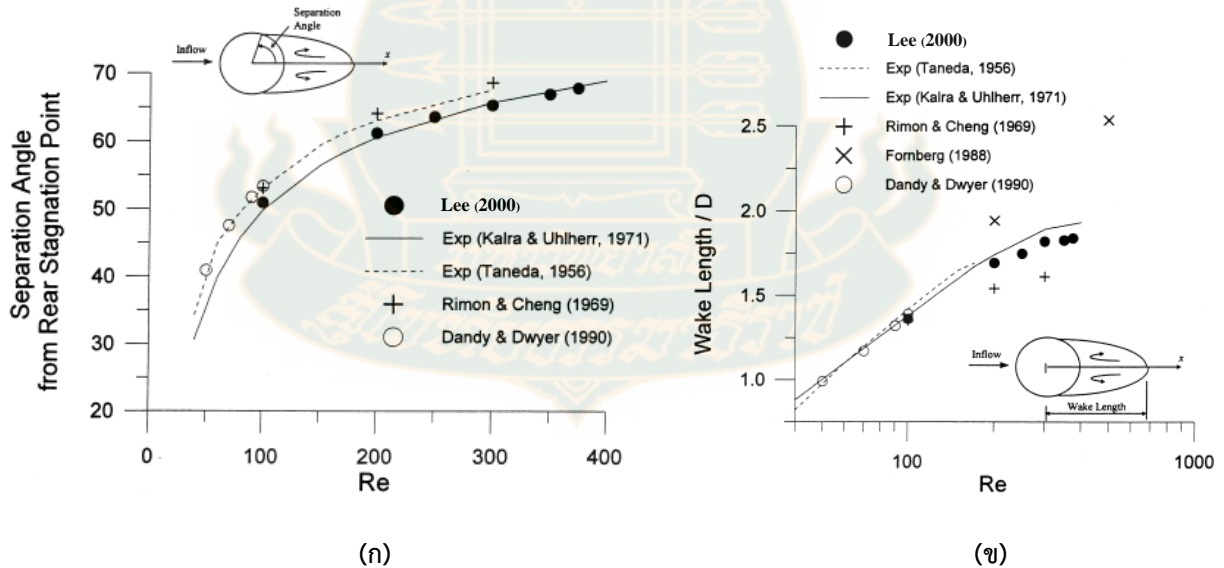 Separation
Angle
Inflow
x
70
60
50
40
30
20
Separation Angle
from Rear Stagnation Point
Lee (2000)
Exp (Kalra & Uhlherr, 1971)
Exp (Taneda, 1956)
Rimon & Cheng (1969)
Dandy & Dwyer (1990)
0
100
200
300
400
Re
(ก)
Lee (2000)
Exp (Taneda, 1956)
Exp (Kalra & Uhlherr, 1971)
Rimon & Cheng (1969)
Fornberg (1988)
Dandy & Dwyer (1990)
2.5
2.0
1.5
1.0
Wake Length / D
Inflow
x
Wake Length
100
1000
Re
(ข)